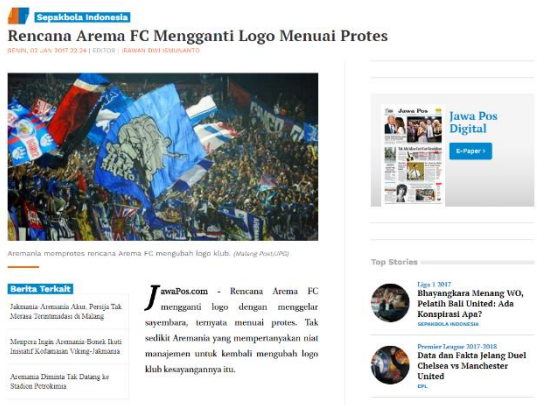 Sepakbola Indonesia
Rencana Arema FC Mengganti Logo Menuai Protes
SENIN, 02 JAN 2017 22:24 | EDITOR : IRAWAN DWI ISMUNANTO
Aremania memprotes rencana Arema FC mengubah logo klub. (Malang Post/JPG)
Berita Terkait
Jakmania-Aremania Akur, Persija Tak
Merasa Terintimidasi di Malang
Menpora Ingin Aremania-Bonek Ikuti
Inisiatif Kedamaian Viking-Jakmania
Aremania Diminta Tak Datang ke
Stadion Petrokimia
JawaPos.com - Rencana Arema FC
mengganti logo dengan menggelar
sayembara, ternyata menuai protes. Tak
sedikit Aremania yang mempertanyakan niat
manajemen untuk kembali mengubah logo
klub kesayangannya itu.
Jawa Pos
Jawa Pos
Digital
E-Paper >
Top Stories
Liga 1 2017
Bhayangkara Menang WO,
Pelatih Bali United: Ada
Konspirasi Apa?
SEPAKBOLA INDONESIA
Premier League 2017-2018
Data dan Fakta Jelang Duel
Chelsea vs Manchester
United
EPL